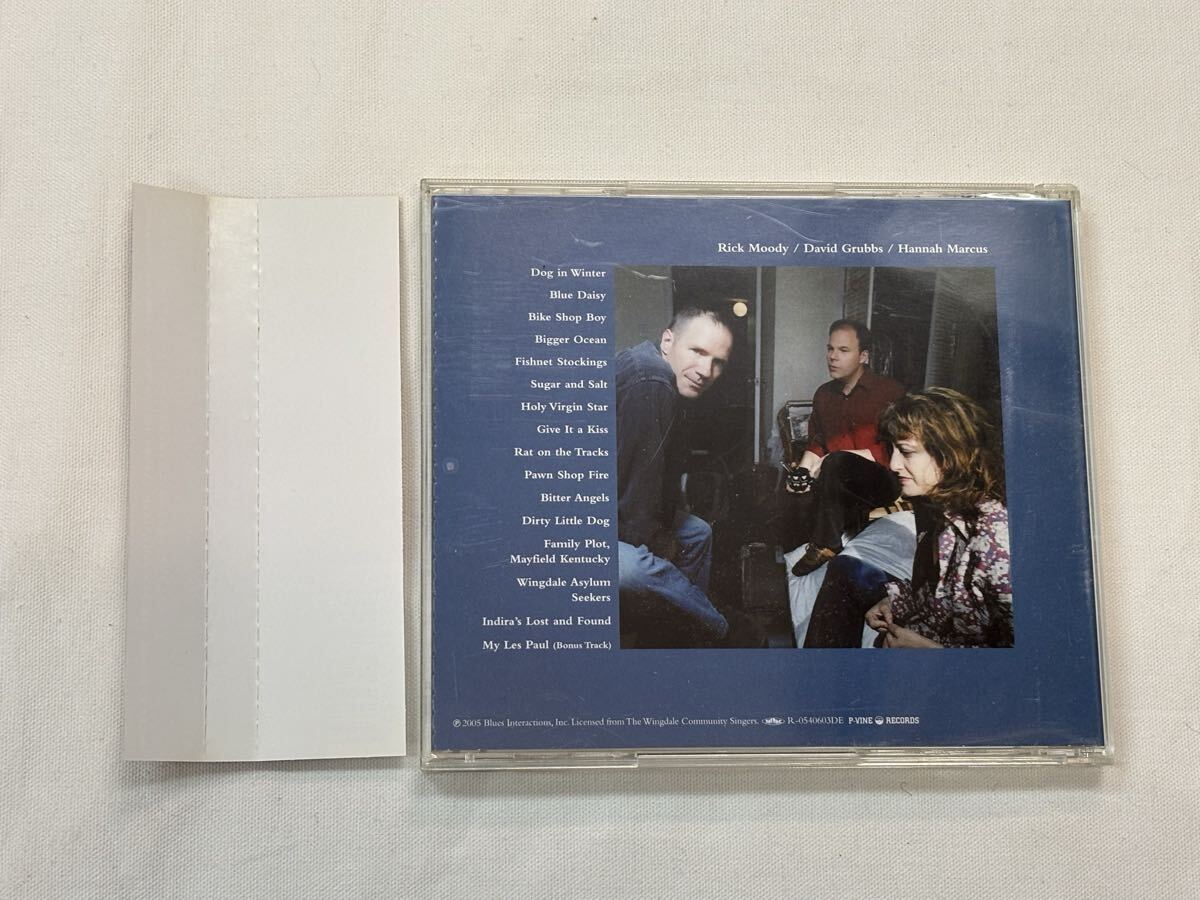 Rick Moody / David Grubbs / Hannah Marcus
Dog in Winter
Blue Daisy
Bike Shop Boy
Bigger Ocean
Fishnet Stockings
Sugar and Salt
Holy Virgin Star
Give It a Kiss
Rat on the Tracks
Pawn Shop Fire
Bitter Angels
Dirty Little Dog
Family Plot,
Mayfield Kentucky
Wingdale Asylum
Seekers
Indira's Lost and Found
My Les Paul (Bonus Track)
℗ 2005 Blues Interactions, Inc. Licensed from The Wingdale Community Singers. R-0540603DE P-VINE RECORDS